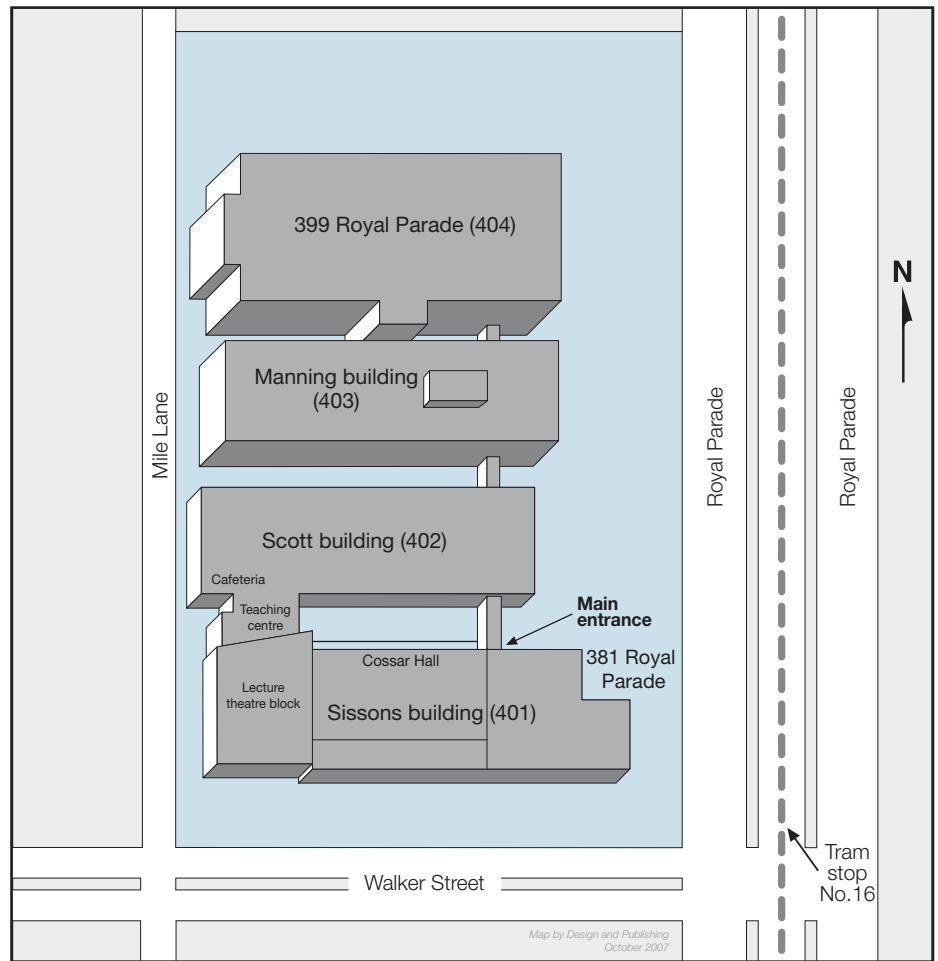 399 Royal Parade (404)
N
Manning building
(403)
Mile Lane
Royal Parade
Royal Parade
Scott building (402)
Cafeteria
Teaching
centre
Main
entrance
Cossar Hall
381 Royal
Parade
Lecture
theatre block
Sissons building (401)
Tram
stop
No.16
Walker Street
Map by Design and Publishing
October 2007